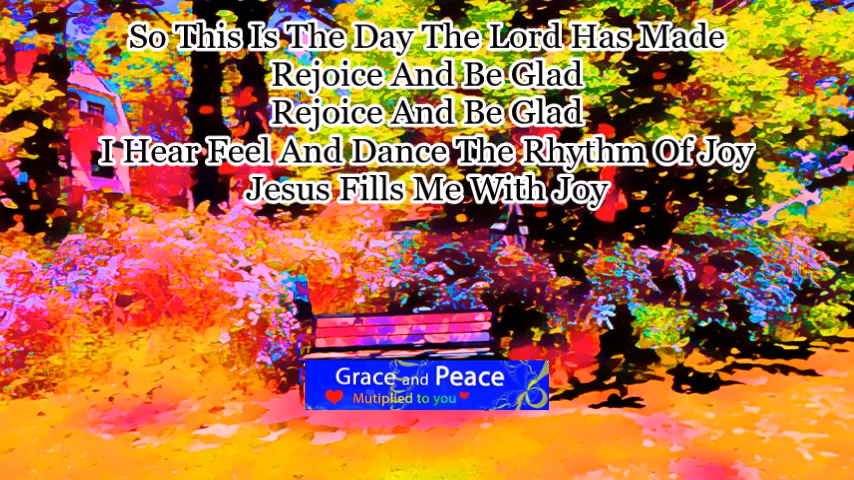 So This Is The Day The Lord Has Made
Rejoice And Be Glad
Rejoice And Be Glad
I Hear Feel And Dance The Rhythm Of Joy
Jesus Fills Me With Joy
Grace and Peace
Mutiplied to you